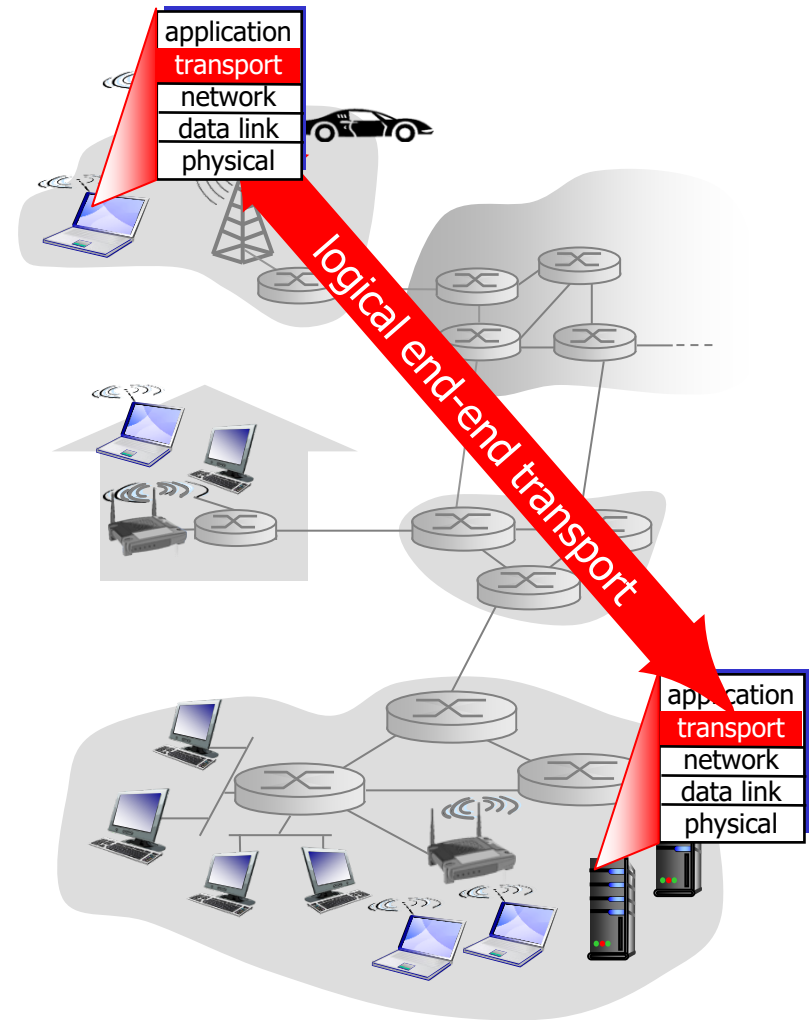 application
transport
network
data link
physical
logical end-end transport
application
transport
network
data link
physical